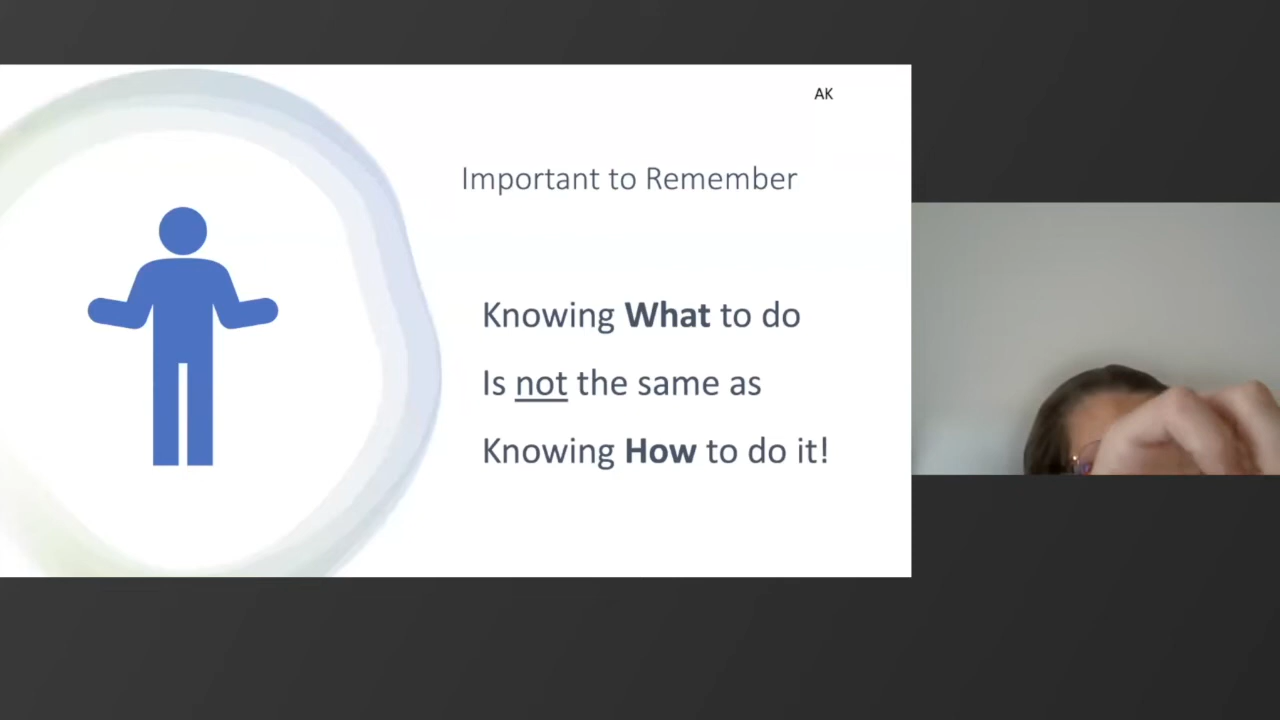 AK
Important to Remember
Knowing What to do
Is not the same as
Knowing How to do it!